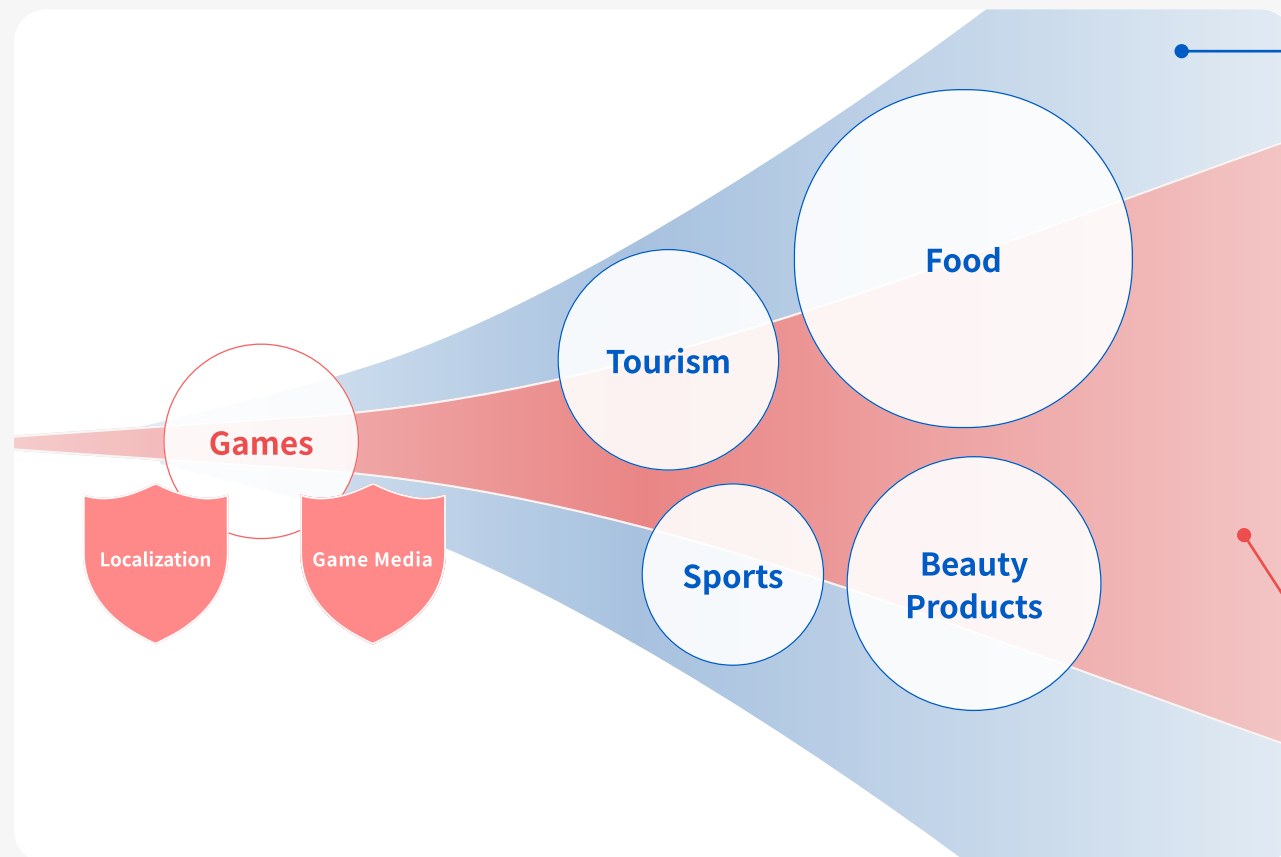 Food
Tourism
Games
Localization
Game Media
Sports
Beauty
Products